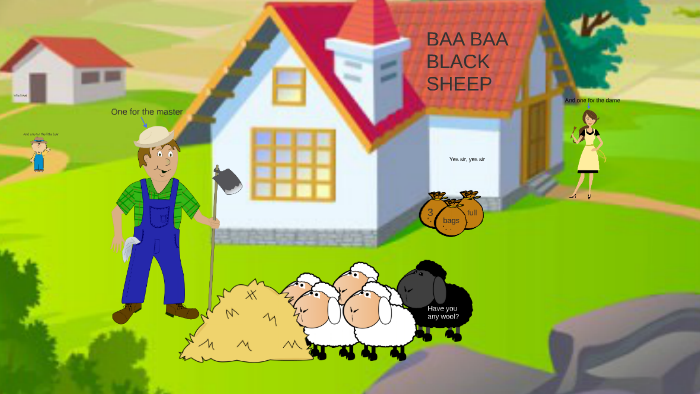 BAA BAA
BLACK
SHEEP
One for the master
And one for the dame
Yes sir, yes sir
3
bags
full
Have you
any wool?